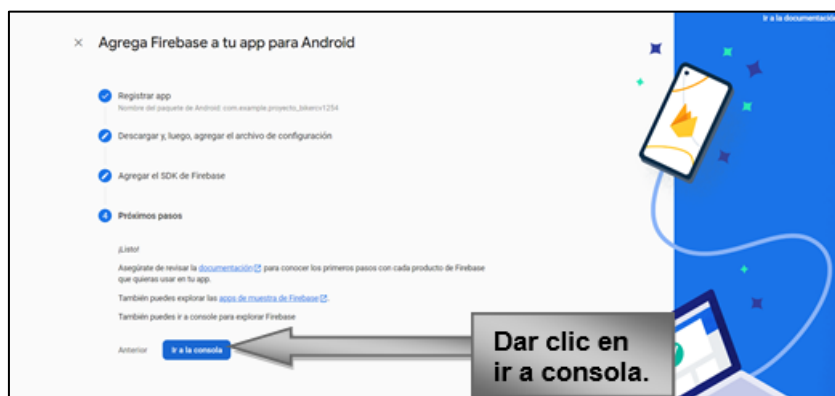 Ir a la documentación
× Agrega Firebase a tu app para Android
Registrar app
Nombre del paquete de Android: com.example.proyecto_bikercv1254
Descargar y, luego, agregar el archivo de configuración
Agregar el SDK de Firebase
4 Próximos pasos
¡Listo!
Asegúrate de revisar la documentación para conocer los primeros pasos con cada producto de Firebase
que quieras usar en tu app.
También puedes explorar las apps de muestra de Firebase.
También puedes ir a console para explorar Firebase
Anterior Ir a la consola
Dar clic en
ir a consola.